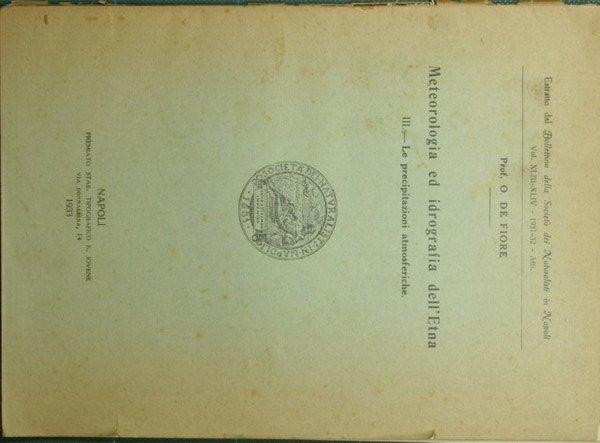 Estratto dal Bollettino della Società dei Naturalisti in Napoli
Vol. XLIII-XLIV - 1931-32 - Atti.
Prof. O. DE FIORE
Meteorologia ed idrografia dell'Etna
III. — Le precipitazioni atmosferiche.
SOCIETÀ DEI NATURALISTI IN NAPOLI
1881
NAPOLI
PREMIATO STAB. TIPOGRAFICO N. JOVENE
VIA DONNALBINA, 14
1933